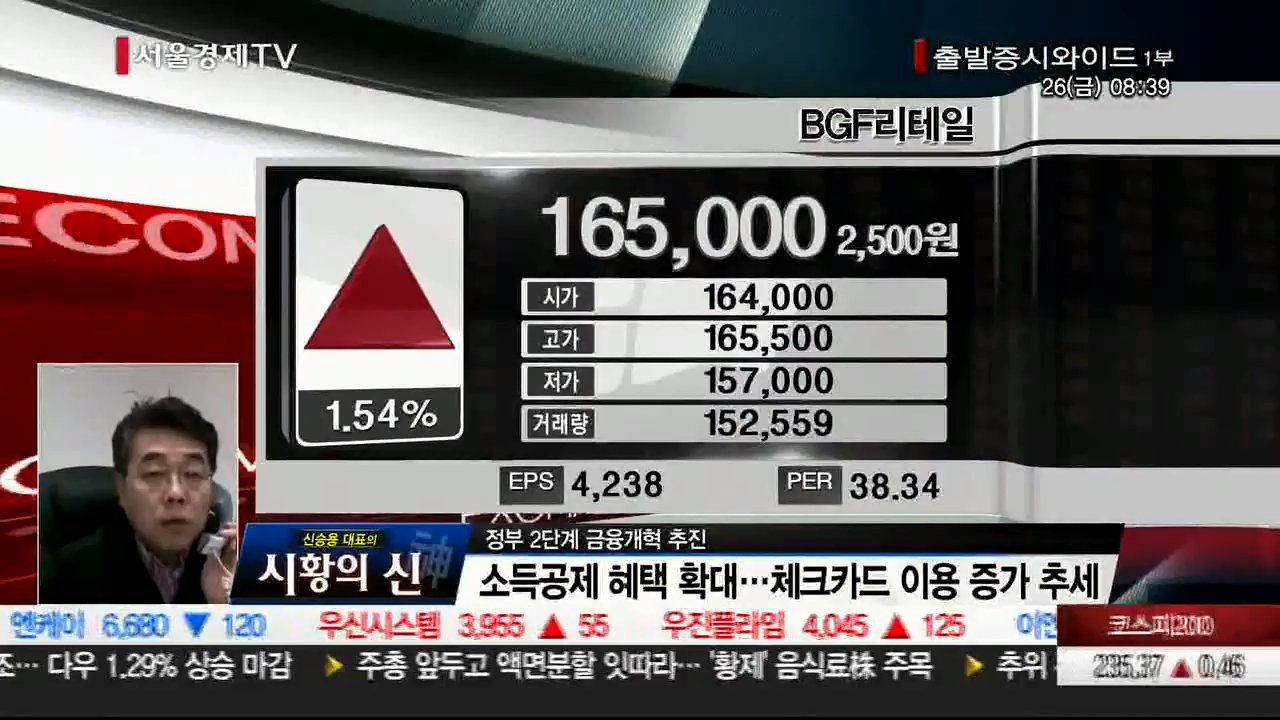 서울경제TV
출발증시와이드 1부
26(금) 08:39
BGF리테일
ECON
165,000 2,500원
시가 164,000
고가 165,500
저가 157,000
거래량 152,559
1.54%
EPS 4,238
PER 38.34
신승용 대표의
시황의 신
神
정부 2단계 금융개혁 추진
소득공제 혜택 확대…체크카드 이용 증가 추세
엔케이 6,680 ▼ 120 우신시스템 3,955 ▲ 55 우진플라임 4,045 ▲ 125 이엔
코스피200
조… 다우 1.29% 상승 마감 ▶ 주총 앞두고 액면분할 잇따라… '황제' 음식료株 주목 ▶ 추위
235.37 ▲ 0.46